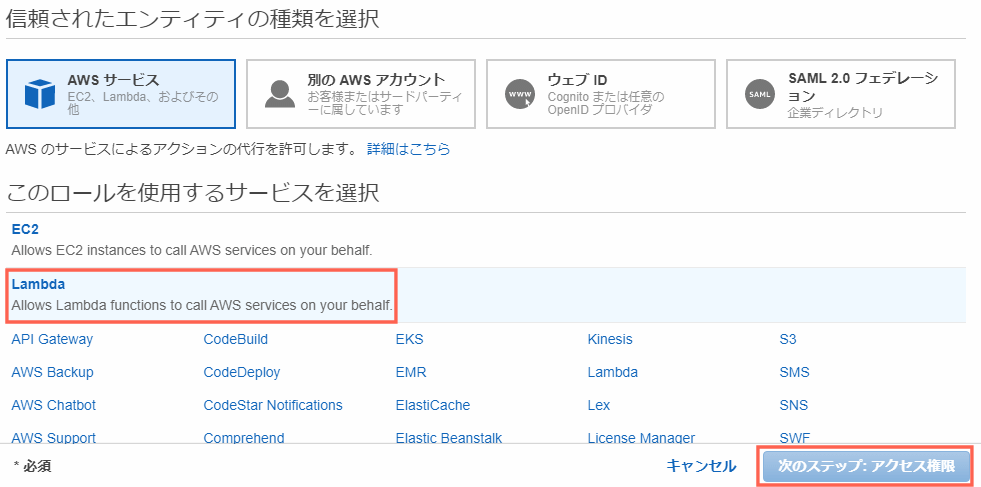 信頼されたエンティティの種類を選択
AWS サービス
EC2、Lambda、およびその
他
別の AWS アカウント
お客様またはサードパーティ
ーに属しています
ウェブ ID
Cognito または任意の
OpenID プロバイダ
SAML 2.0 フェデレーシ
ョン
企業ディレクトリ
WWW
SAML
AWS のサービスによるアクションの代行を許可します。 詳細はこちら
このロールを使用するサービスを選択
EC2
Allows EC2 instances to call AWS services on your behalf.
Lambda
Allows Lambda functions to call AWS services on your behalf.
API Gateway CodeBuild EKS Kinesis S3
AWS Backup CodeDeploy EMR Lambda SMS
AWS Chatbot CodeStar Notifications ElastiCache Lex SNS
AWS Support Comprehend Elastic Beanstalk License Manager SWF
* 必須 キャンセル 次のステップ: アクセス権限